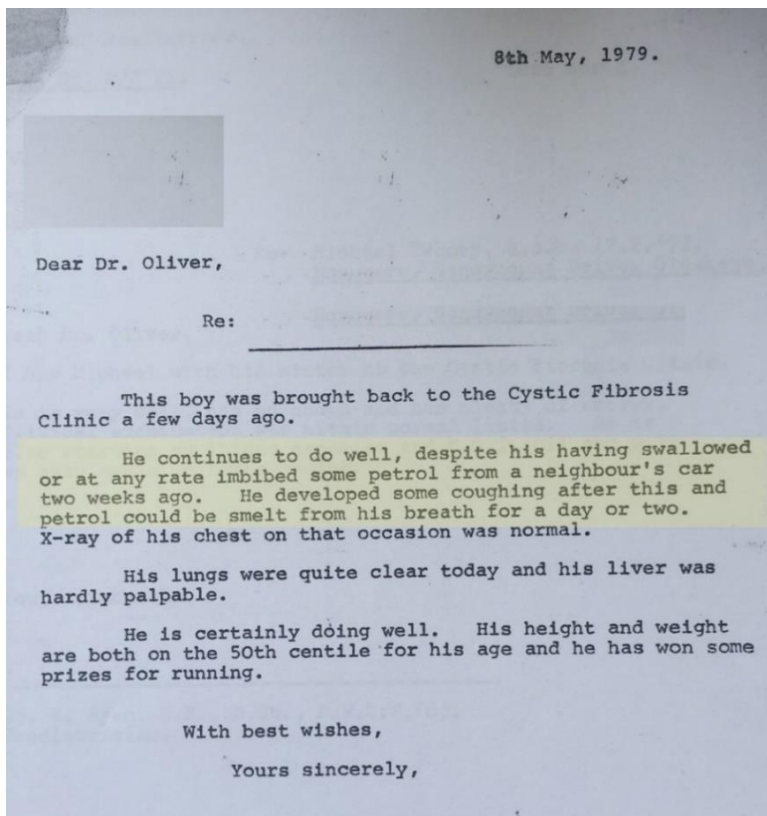 8th May, 1979.
Dear Dr. Oliver,
Re:
This boy was brought back to the Cystic Fibrosis
Clinic a few days ago.
He continues to do well, despite his having swallowed
or at any rate imbibed some petrol from a neighbour's car
two weeks ago. He developed some coughing after this and
petrol could be smelt from his breath for a day or two.
X-ray of his chest on that occasion was normal.
His lungs were quite clear today and his liver was
hardly palpable.
He is certainly doing well. His height and weight
are both on the 50th centile for his age and he has won some
prizes for running.
With best wishes,
Yours sincerely,